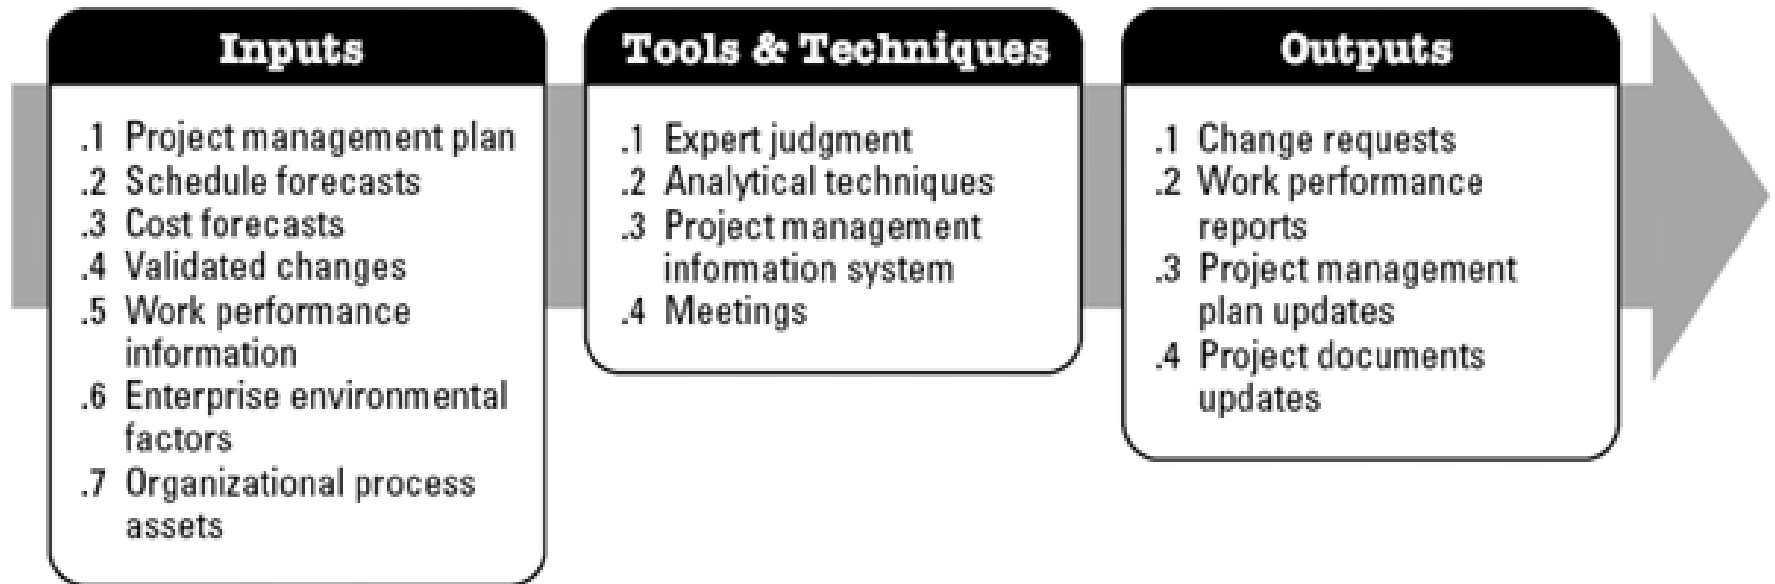 Inputs
.1 Project management plan
.2 Schedule forecasts
.3 Cost forecasts
.4 Validated changes
.5 Work performance
information
.6 Enterprise environmental
factors
.7 Organizational process
assets
Tools & Techniques
.1 Expert judgment
.2 Analytical techniques
.3 Project management
information system
.4 Meetings
Outputs
.1 Change requests
.2 Work performance
reports
.3 Project management
plan updates
.4 Project documents
updates